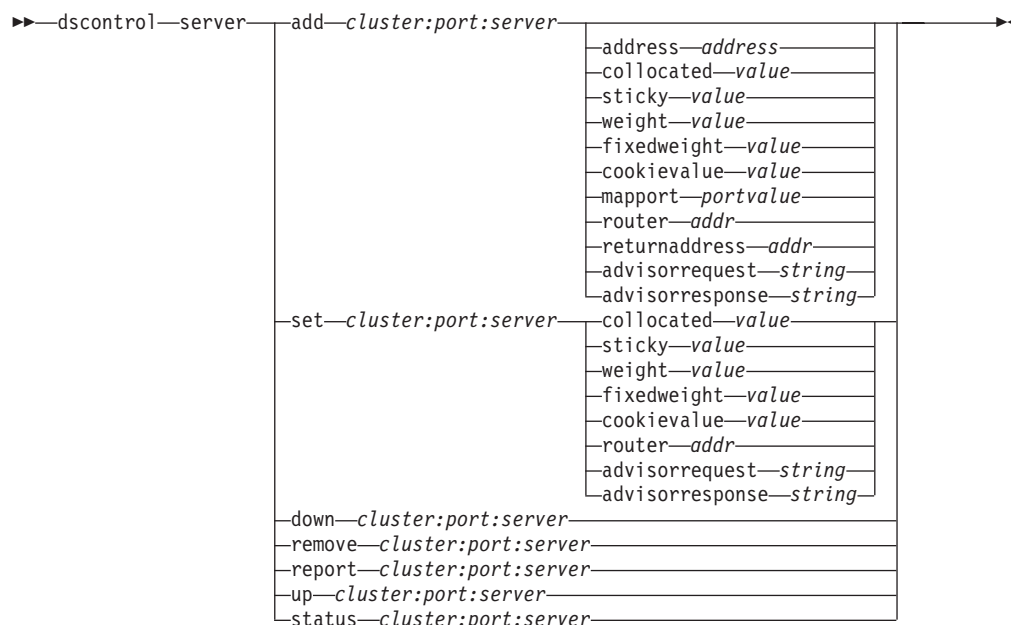 dscontrol server add cluster:port:server
address address
collocated value
sticky value
weight value
fixedweight value
cookievalue value
mapport portvalue
router addr
returnaddress addr
advisorrequest string
advisorresponse string
set cluster:port:server collocated value
sticky value
weight value
fixedweight value
cookievalue value
router addr
advisorrequest string
advisorresponse string
down cluster:port:server
remove cluster:port:server
report cluster:port:server
up cluster:port:server
status cluster:port:server